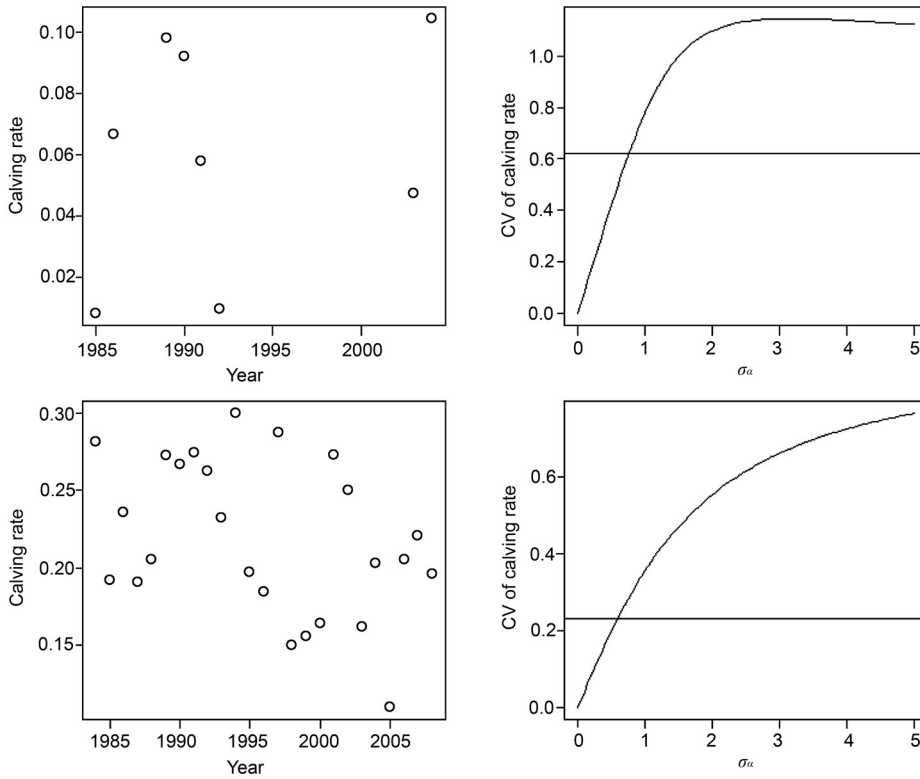 Calving rate
0.10
0.08
0.06
0.04
0.02
1985 1990 1995 2000
Year
CV of calving rate
1.0
0.8
0.6
0.4
0.2
0.0
0 1 2 3 4 5
σα
Calving rate
0.30
0.25
0.20
0.15
1985 1990 1995 2000 2005
Year
CV of calving rate
0.6
0.4
0.2
0.0
0 1 2 3 4 5
σα